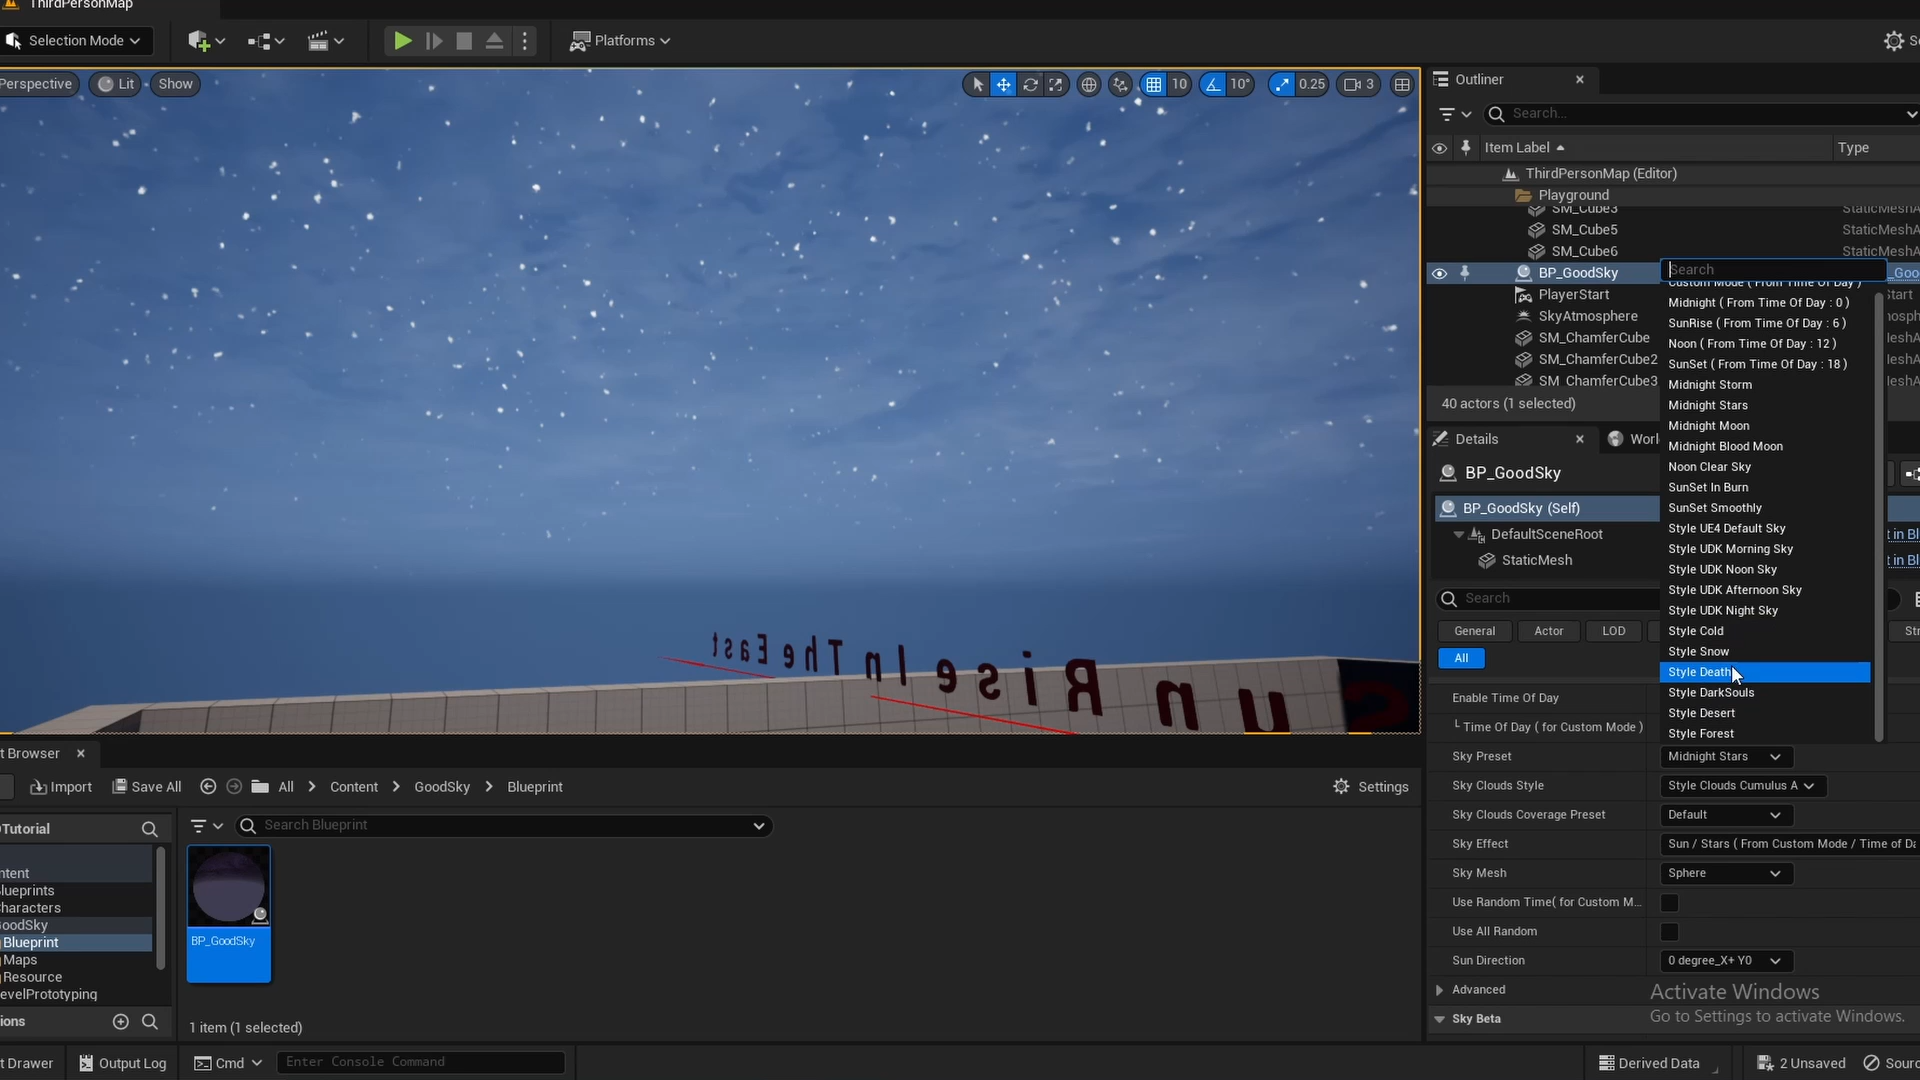 ThirdPersonMap
Selection Mode
Platforms
Perspective
Lit
Show
10
10°
0.25
3
Sun Rise In The East
Outliner
Search...
Item Label
Type
ThirdPersonMap (Editor)
Playground
SM_Cube3
StaticMeshA
SM_Cube5
StaticMeshA
SM_Cube6
StaticMeshA
BP_GoodSky
PlayerStart
SkyAtmosphere
SM_ChamferCube
SM_ChamferCube2
SM_ChamferCube3
40 actors (1 selected)
Search
Custom Mode ( From Time Of Day )
Midnight ( From Time Of Day : 0 )
SunRise ( From Time Of Day : 6 )
Noon ( From Time Of Day : 12 )
SunSet ( From Time Of Day : 18 )
Midnight Storm
Midnight Stars
Midnight Moon
Midnight Blood Moon
Noon Clear Sky
SunSet In Burn
SunSet Smoothly
Style UE4 Default Sky
Style UDK Morning Sky
Style UDK Noon Sky
Style UDK Afternoon Sky
Style UDK Night Sky
Style Cold
Style Snow
Style Death
Style DarkSouls
Style Desert
Style Forest
Details
Worl
BP_GoodSky
BP_GoodSky (Self)
DefaultSceneRoot
t in Bl
StaticMesh
t in Bl
Search
General
Actor
LOD
Str
All
Enable Time Of Day
└ Time Of Day ( for Custom Mode )
Sky Preset
Midnight Stars
Sky Clouds Style
Style Clouds Cumulus A
Sky Clouds Coverage Preset
Default
Sky Effect
Sun / Stars ( From Custom Mode / Time of Da
Sky Mesh
Sphere
Use Random Time( for Custom M...
Use All Random
Sun Direction
0 degree_X+ Y0
Advanced
Sky Beta
Activate Windows
Go to Settings to activate Windows.
t Browser
Import
Save All
All
Content
GoodSky
Blueprint
Settings
Tutorial
Search Blueprint
ntent
lueprints
haracters
oodSky
Blueprint
Maps
Resource
evelPrototyping
ions
BP_GoodSky
1 item (1 selected)
t Drawer
Output Log
Cmd
Enter Console Command
Derived Data
2 Unsaved
Sourc